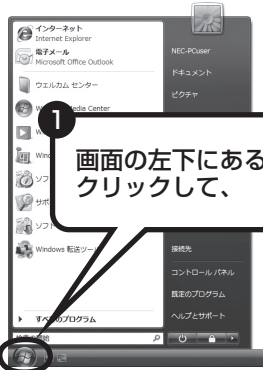 インターネット
Internet Explorer
電子メール
Microsoft Office Outlook
ウエルカム センター
Media Center
Windows 転送ツール
すべてのプログラム
NEC-PCuser
ドキュメント
ピクチャ
❶
画面の左下にある
クリックして、
接続先
コントロール パネル
既定のプログラム
ヘルプとサポート